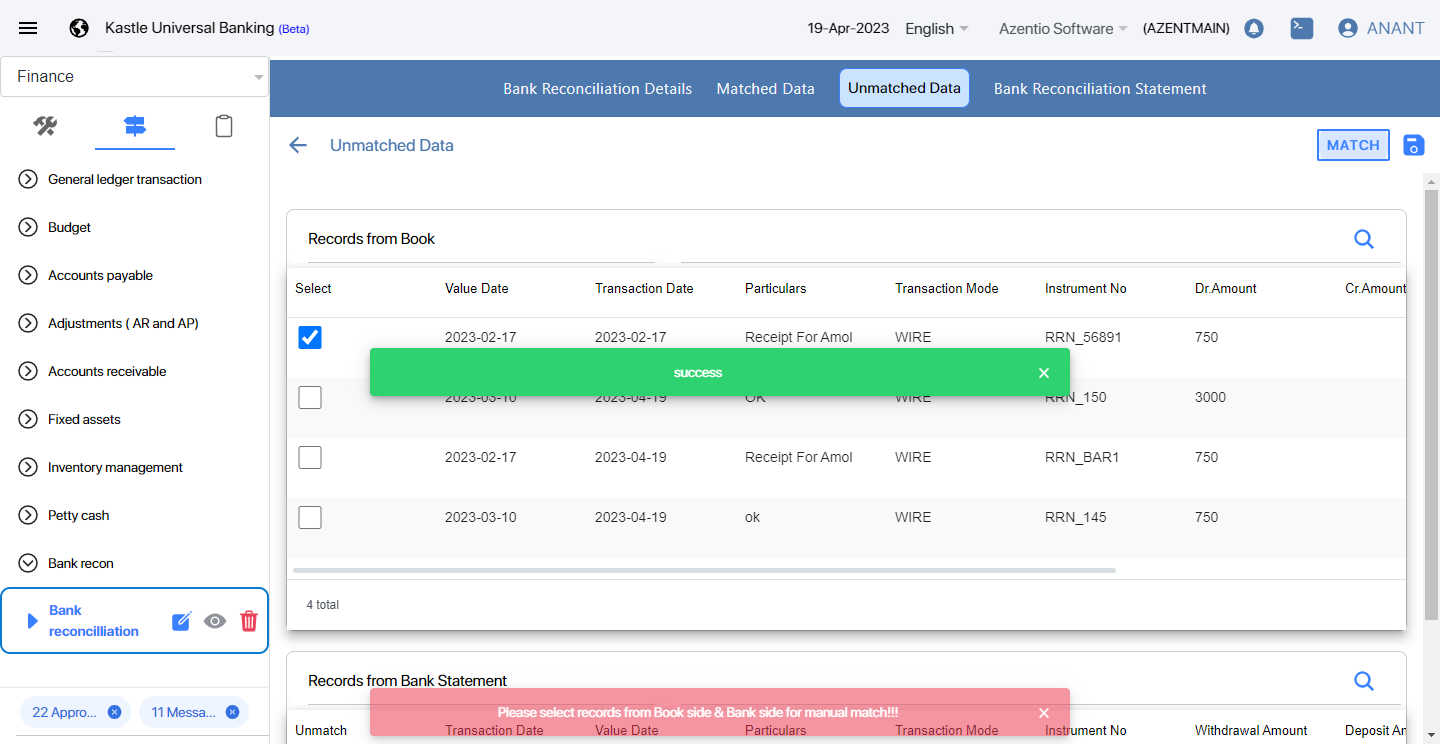 Kastle Universal Banking (Beta)
19-Apr-2023 English Azentio Software (AZENTMAIN) ANANT
Finance
Bank Reconciliation Details Matched Data Unmatched Data Bank Reconciliation Statement
Unmatched Data
MATCH
General ledger transaction
Budget
Accounts payable
Adjustments ( AR and AP)
Accounts receivable
Fixed assets
Inventory management
Petty cash
Bank recon
Bank
reconcilliation
22 Appro... 11 Messa...
Records from Book
Select Value Date Transaction Date Particulars Transaction Mode Instrument No Dr.Amount Cr.Amount
2023-02-17 2023-02-17 Receipt For Amol WIRE RRN_56891 750
success
2023-03-10 2023-04-19 OK WIRE RRN_150 3000
2023-02-17 2023-04-19 Receipt For Amol WIRE RRN_BAR1 750
2023-03-10 2023-04-19 ok WIRE RRN_145 750
4 total
Records from Bank Statement
Please select records from Book side & Bank side for manual match!!!
Unmatch Transaction Date Value Date Particulars Transaction Mode Instrument No Withdrawal Amount Deposit Am